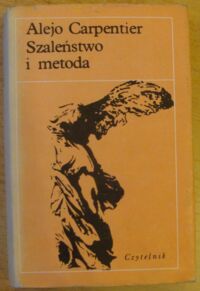 Alejo Carpentier
Szaleństwo
i metoda
Czytelnik